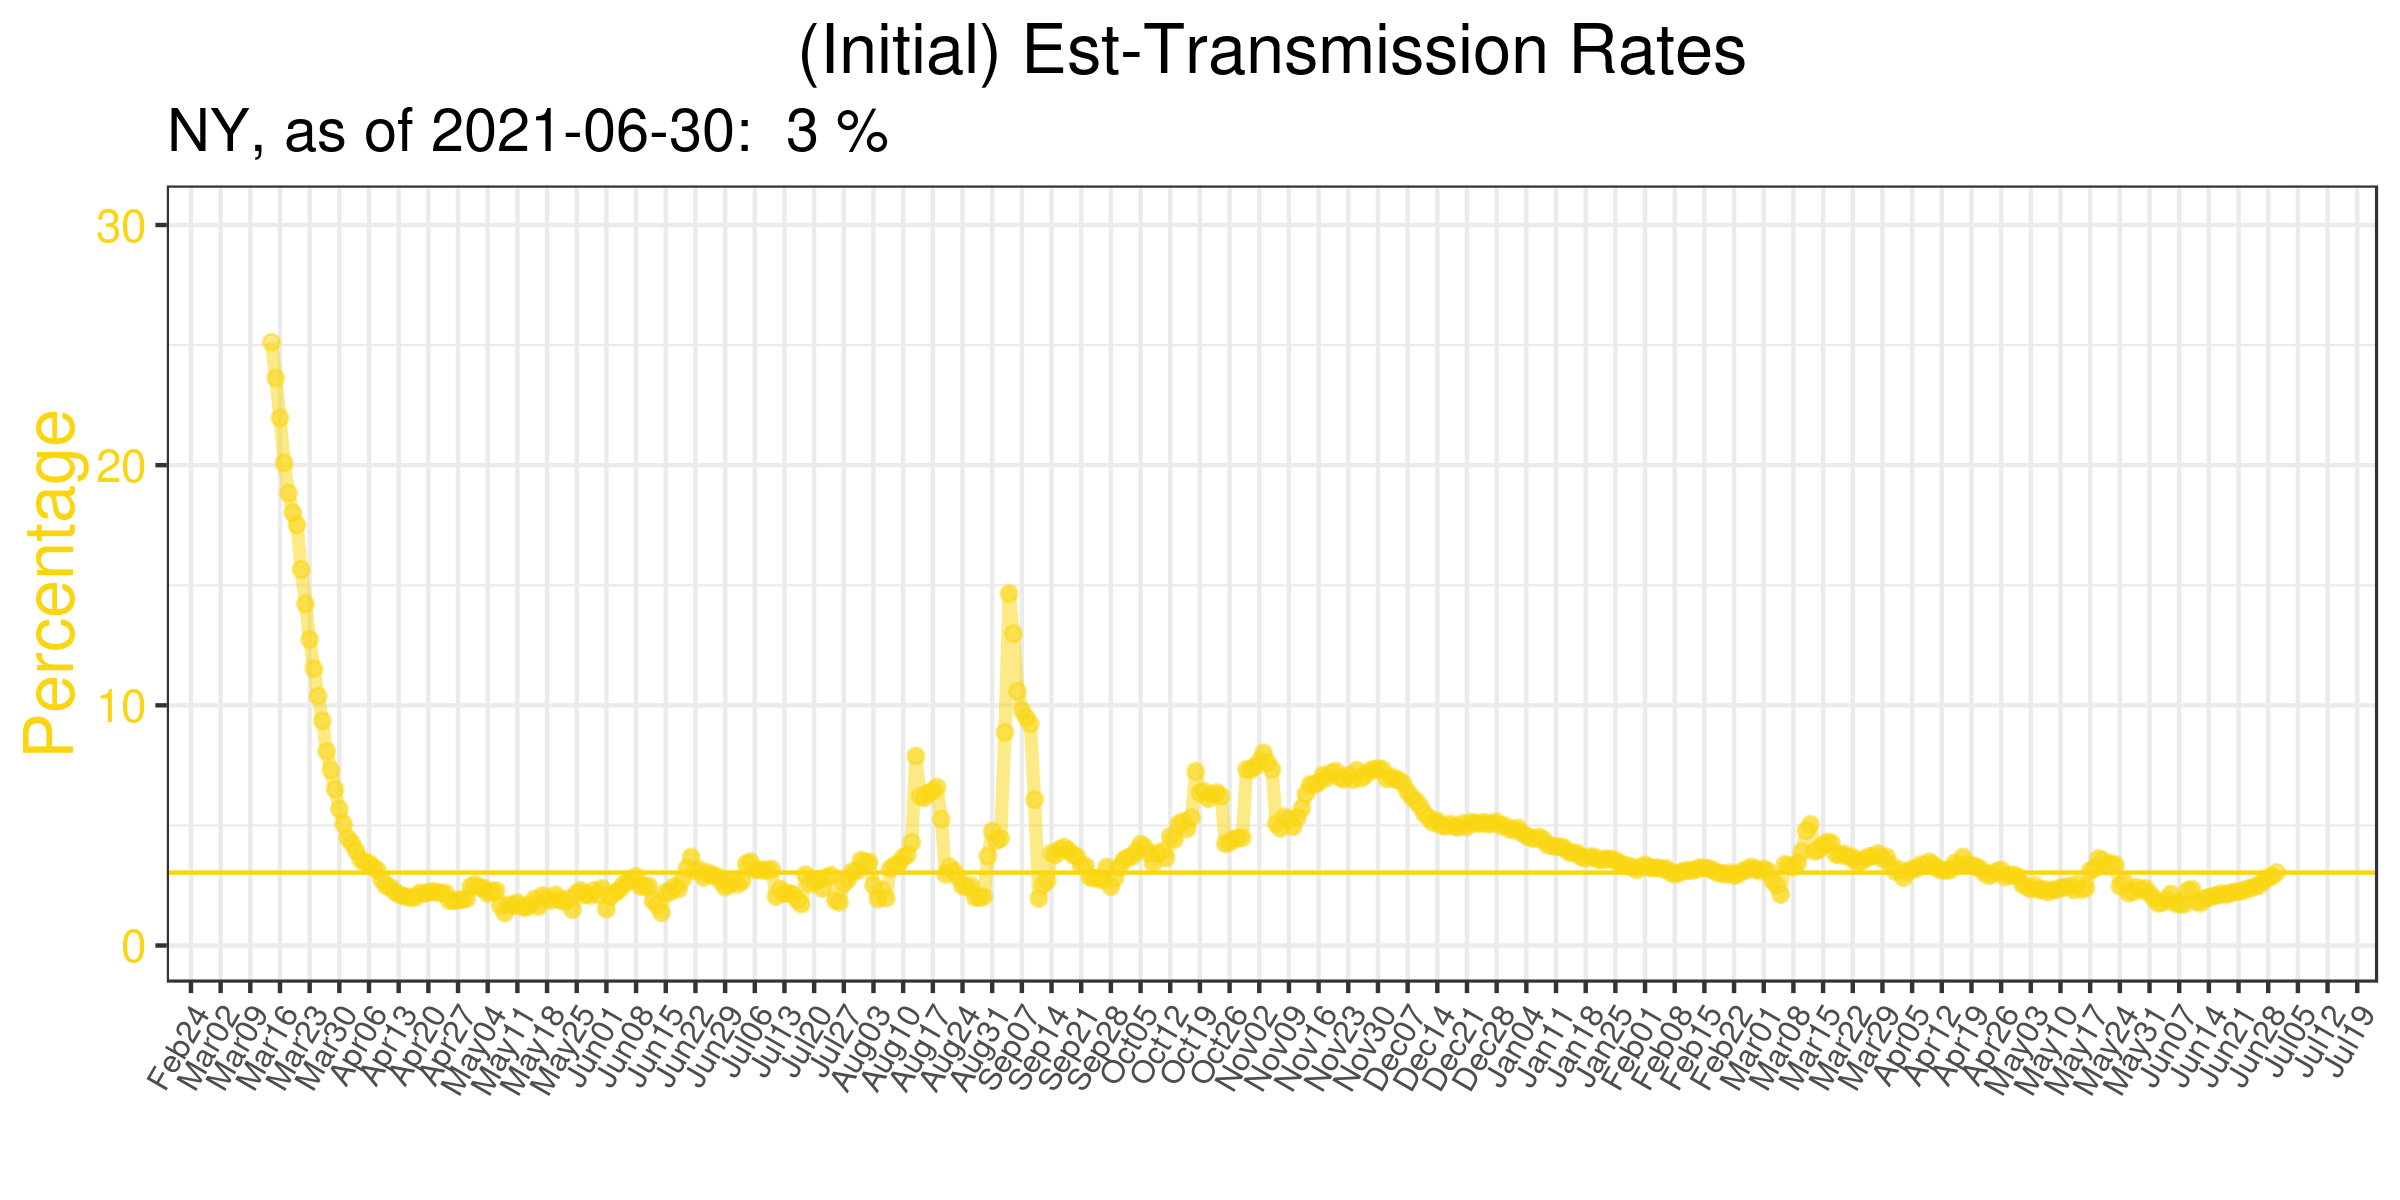 (Initial) Est-Transmission Rates
NY, as of 2021-06-30:  3 %
Percentage
30
20
10
0
Feb24
Mar02
Mar09
Mar16
Mar23
Mar30
Apr06
Apr13
Apr20
Apr27
May04
May11
May18
May25
Jun01
Jun08
Jun15
Jun22
Jun29
Jul06
Jul13
Jul20
Jul27
Aug03
Aug10
Aug17
Aug24
Aug31
Sep07
Sep14
Sep21
Sep28
Oct05
Oct12
Oct19
Oct26
Nov02
Nov09
Nov16
Nov23
Nov30
Dec07
Dec14
Dec21
Dec28
Jan04
Jan11
Jan18
Jan25
Feb01
Feb08
Feb15
Feb22
Mar01
Mar08
Mar15
Mar22
Mar29
Apr05
Apr12
Apr19
Apr26
May03
May10
May17
May24
May31
Jun07
Jun14
Jun21
Jun28
Jul05
Jul12
Jul19